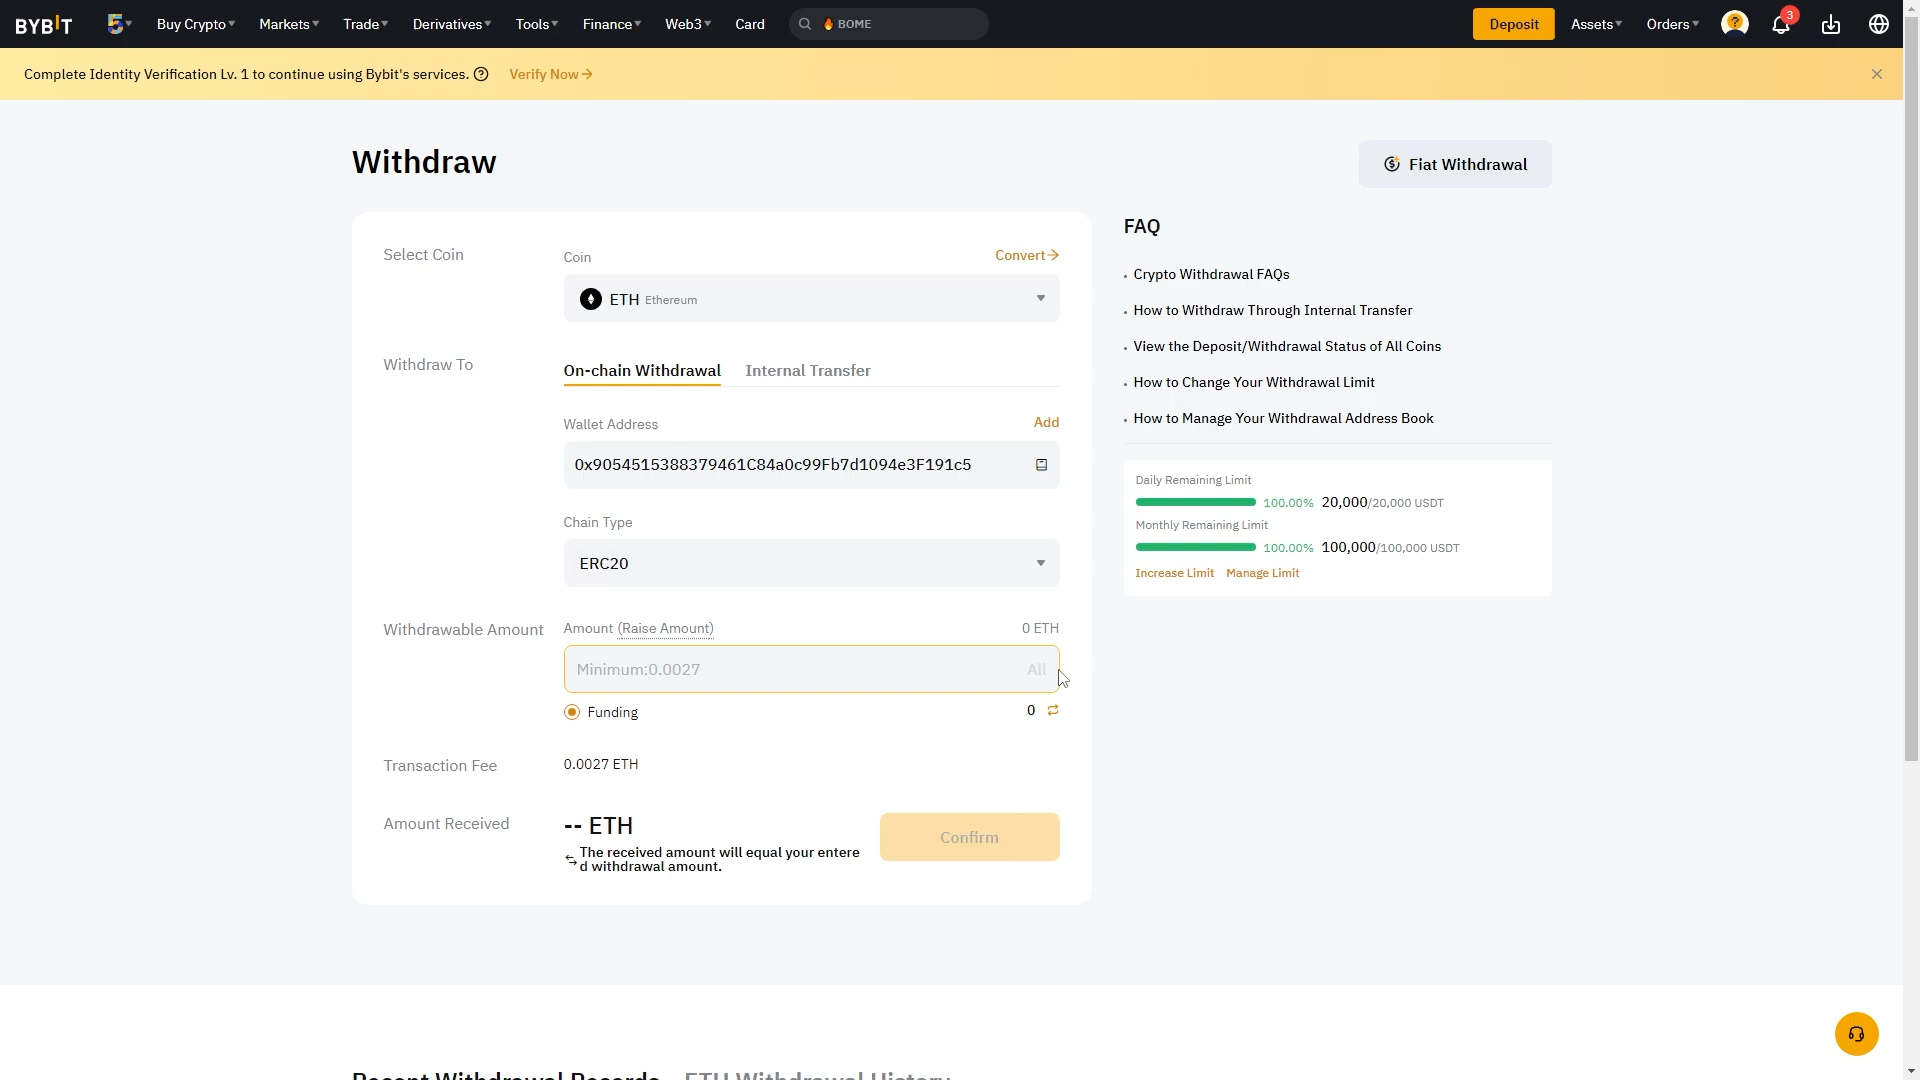 BYBIT
Buy Crypto
Markets
Trade
Derivatives
Tools
Finance
Web3
Card
BOME
Deposit
Assets
Orders
3
Complete Identity Verification Lv. 1 to continue using Bybit's services.
Verify Now
Withdraw
Fiat Withdrawal
Select Coin
Coin
Convert
ETH Ethereum
Withdraw To
On-chain Withdrawal
Internal Transfer
Wallet Address
Add
0x9054515388379461C84a0c99Fb7d1094e3F191c5
Chain Type
ERC20
Withdrawable Amount
Amount (Raise Amount)
0 ETH
Minimum:0.0027
All
Funding
0
Transaction Fee
0.0027 ETH
Amount Received
-- ETH
The received amount will equal your entere
d withdrawal amount.
Confirm
FAQ
Crypto Withdrawal FAQs
How to Withdraw Through Internal Transfer
View the Deposit/Withdrawal Status of All Coins
How to Change Your Withdrawal Limit
How to Manage Your Withdrawal Address Book
Daily Remaining Limit
100.00% 20,000/20,000 USDT
Monthly Remaining Limit
100.00% 100,000/100,000 USDT
Increase Limit
Manage Limit
Recent Withdrawal Records
ETH Withdrawal History